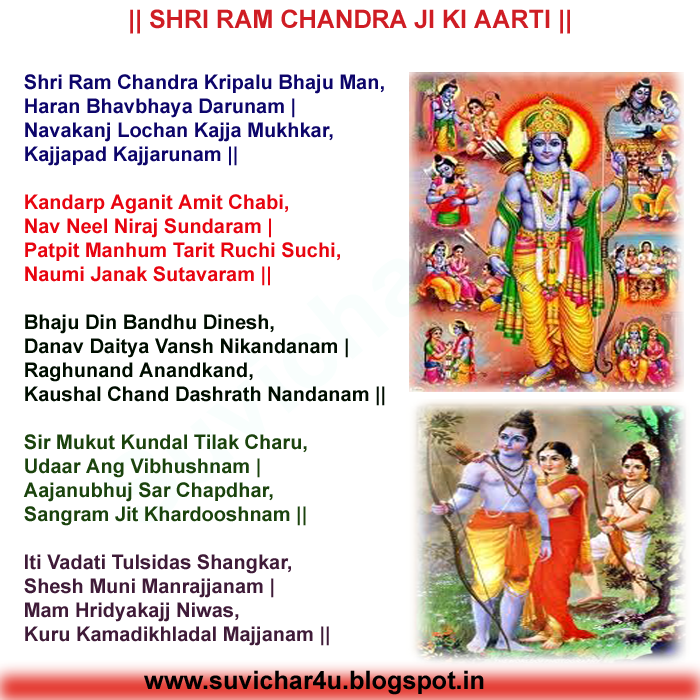 || SHRI RAM CHANDRA JI KI AARTI ||
Shri Ram Chandra Kripalu Bhaju Man,
Haran Bhavbhaya Darunam |
Navakanj Lochan Kajja Mukhkar,
Kajjapad Kajjarunam ||
Kandarp Aganit Amit Chabi,
Nav Neel Niraj Sundaram |
Patpit Manhum Tarit Ruchi Suchi,
Naumi Janak Sutavaram ||
Bhaju Din Bandhu Dinesh,
Danav Daitya Vansh Nikandanam |
Raghunand Anandkand,
Kaushal Chand Dashrath Nandanam ||
Sir Mukut Kundal Tilak Charu,
Udaar Ang Vibhushnam |
Aajanubhuj Sar Chapdhar,
Sangram Jit Khardooshnam ||
Iti Vadati Tulsidas Shangkar,
Shesh Muni Manrajjanam |
Mam Hridyakajj Niwas,
Kuru Kamadikhladal Majjanam ||
www.suvichar4u.blogspot.in